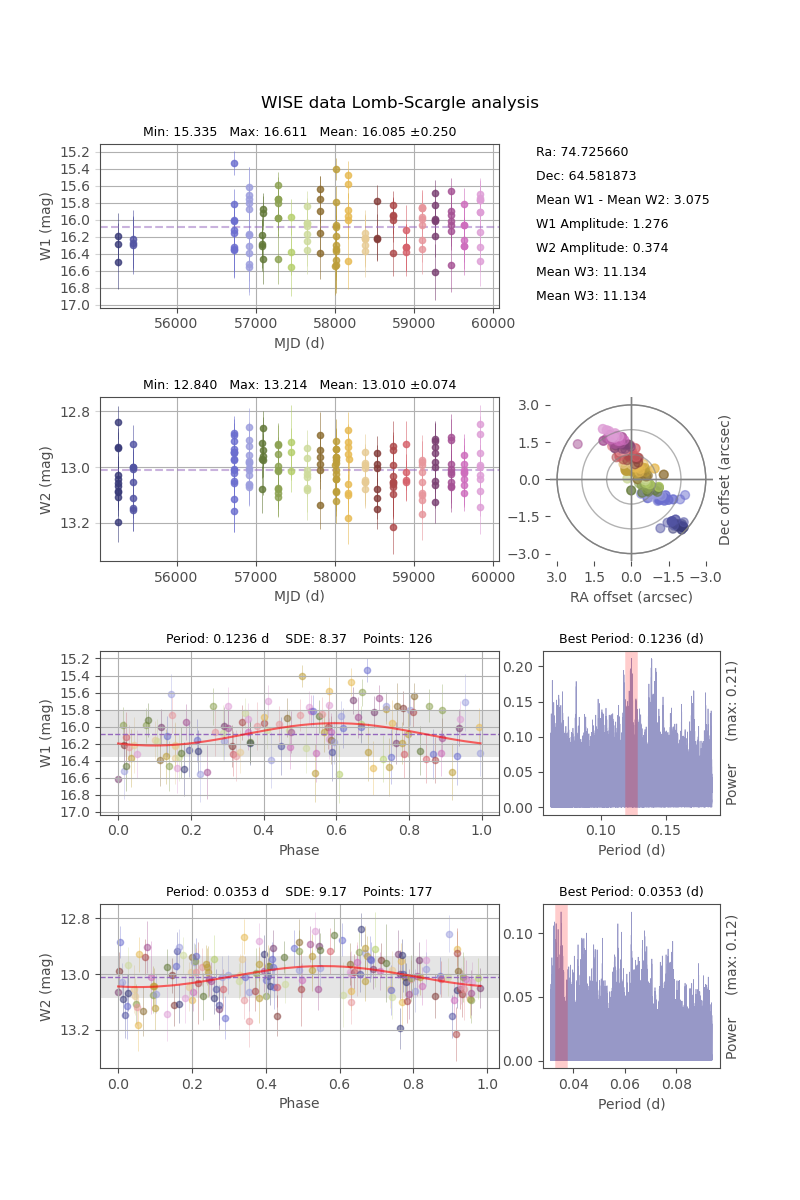 WISE data Lomb-Scargle analysis
Min: 15.335 Max: 16.611 Mean: 16.085 ±0.250
15.2
15.4
15.6
15.8
16.0
16.2
16.4
16.6
16.8
17.0
W1 (mag)
56000 57000 58000 59000 60000
MJD (d)
Ra: 74.725660
Dec: 64.581873
Mean W1 - Mean W2: 3.075
W1 Amplitude: 1.276
W2 Amplitude: 0.374
Mean W3: 11.134
Mean W3: 11.134
Min: 12.840 Max: 13.214 Mean: 13.010 ±0.074
12.8
13.0
13.2
W2 (mag)
56000 57000 58000 59000 60000
MJD (d)
3.0
1.5
0.0
−1.5
−3.0
Dec offset (arcsec)
3.0 1.5 0.0 −1.5 −3.0
RA offset (arcsec)
Period: 0.1236 d SDE: 8.37 Points: 126
15.2
15.4
15.6
15.8
16.0
16.2
16.4
16.6
16.8
17.0
W1 (mag)
0.0 0.2 0.4 0.6 0.8 1.0
Phase
Best Period: 0.1236 (d)
0.20
0.15
0.10
0.05
0.00
Power (max: 0.21)
0.10 0.15
Period (d)
Period: 0.0353 d SDE: 9.17 Points: 177
12.8
13.0
13.2
W2 (mag)
0.0 0.2 0.4 0.6 0.8 1.0
Phase
Best Period: 0.0353 (d)
0.10
0.05
0.00
Power (max: 0.12)
0.04 0.06 0.08
Period (d)